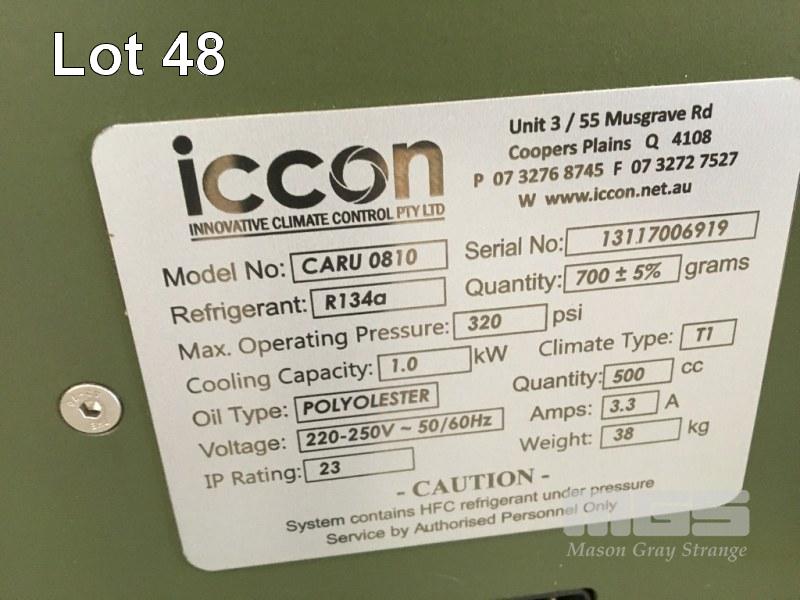 Lot 48
iccon
INNOVATIVE CLIMATE CONTROL PTY LTD
Unit 3 / 55 Musgrave Rd
Coopers Plains Q 4108
P 07 3276 8745 F 07 3272 7527
W www.iccon.net.au
Model No: CARU 0810
Serial No: 13117006919
Refrigerant: R134a
Quantity: 700 ± 5% grams
Max. Operating Pressure: 320 psi
Cooling Capacity: 1.0 kW
Climate Type: T1
Oil Type: POLYOLESTER
Quantity: 500 cc
Voltage: 220-250V ~ 50/60Hz
Amps: 3.3 A
IP Rating: 23
Weight: 38 kg
- CAUTION -
System contains HFC refrigerant under pressure
Service by Authorised Personnel Only
MGS
Mason Gray Strange